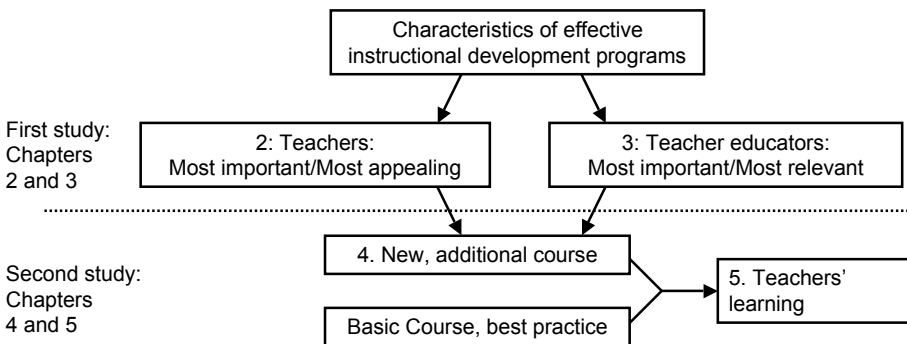 Characteristics of effective
instructional development programs
First study:
Chapters
2 and 3
2: Teachers:
Most important/Most appealing
3: Teacher educators:
Most important/Most relevant
Second study:
Chapters
4 and 5
4. New, additional course
Basic Course, best practice
5. Teachers’
learning